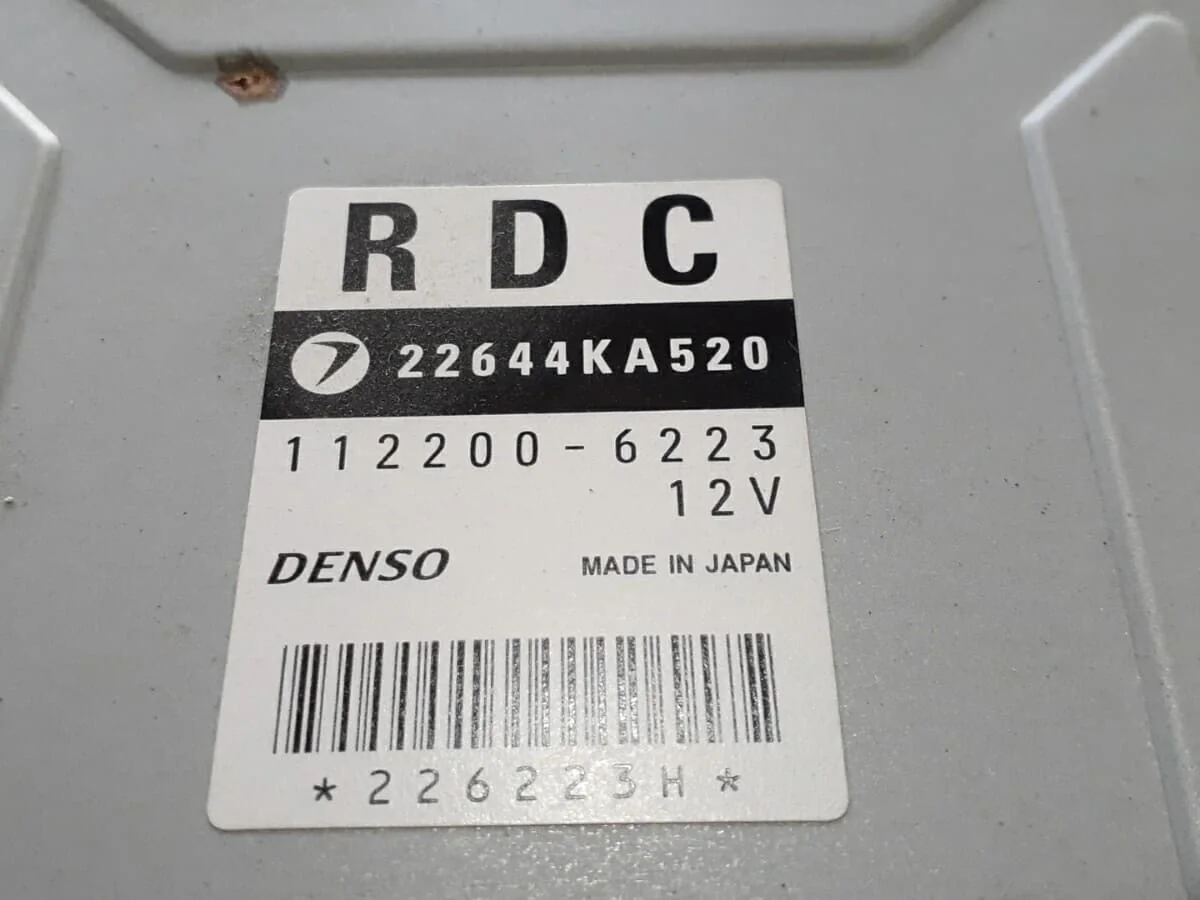 RDC
22644KA520
112200-6223
12V
DENSO MADE IN JAPAN
*226223H*